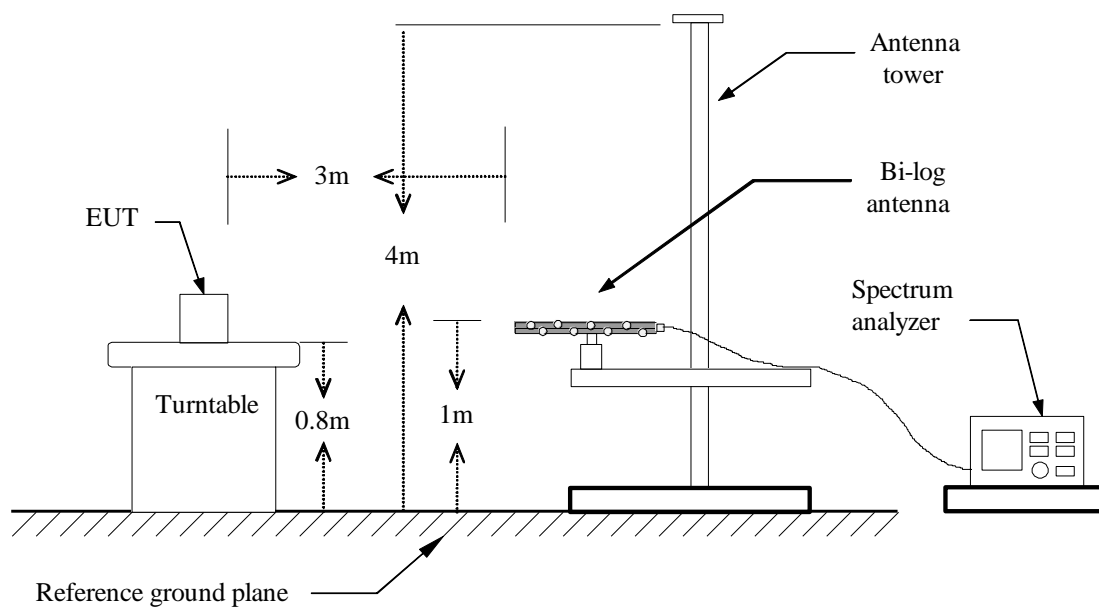 Antenna
tower
3m
Bi-log
antenna
EUT
4m
Spectrum
analyzer
Turntable
0.8m
1m
Reference ground plane